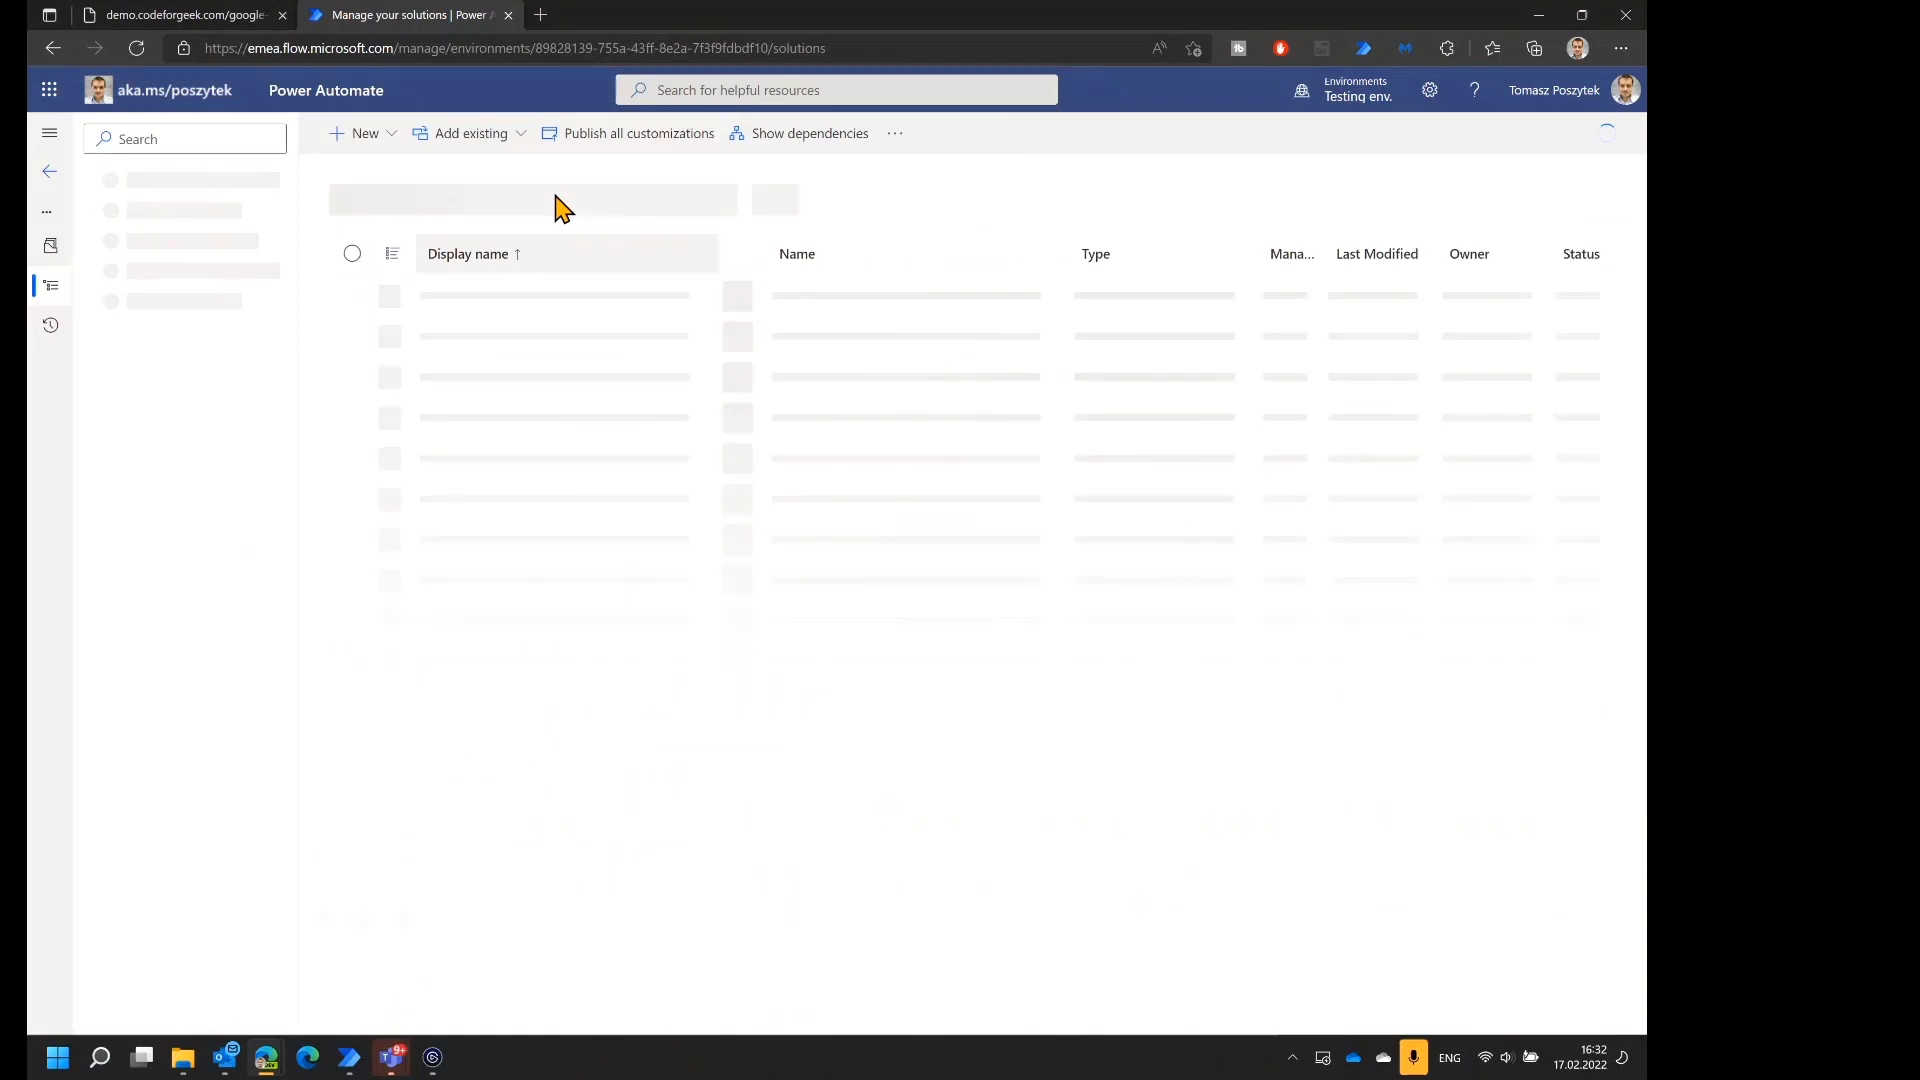 demo.codeforgeek.com/google-
Manage your solutions | Power A
https://emea.flow.microsoft.com/manage/environments/89828139-755a-43ff-8e2a-7f3f9fdbdf10/solutions
aka.ms/poszytek
Power Automate
Search for helpful resources
Environments
Testing env.
Tomasz Poszytek
Search
New
Add existing
Publish all customizations
Show dependencies
Display name ↑
Name
Type
Mana...
Last Modified
Owner
Status
9+
DEV
ENG
16:32
17.02.2022